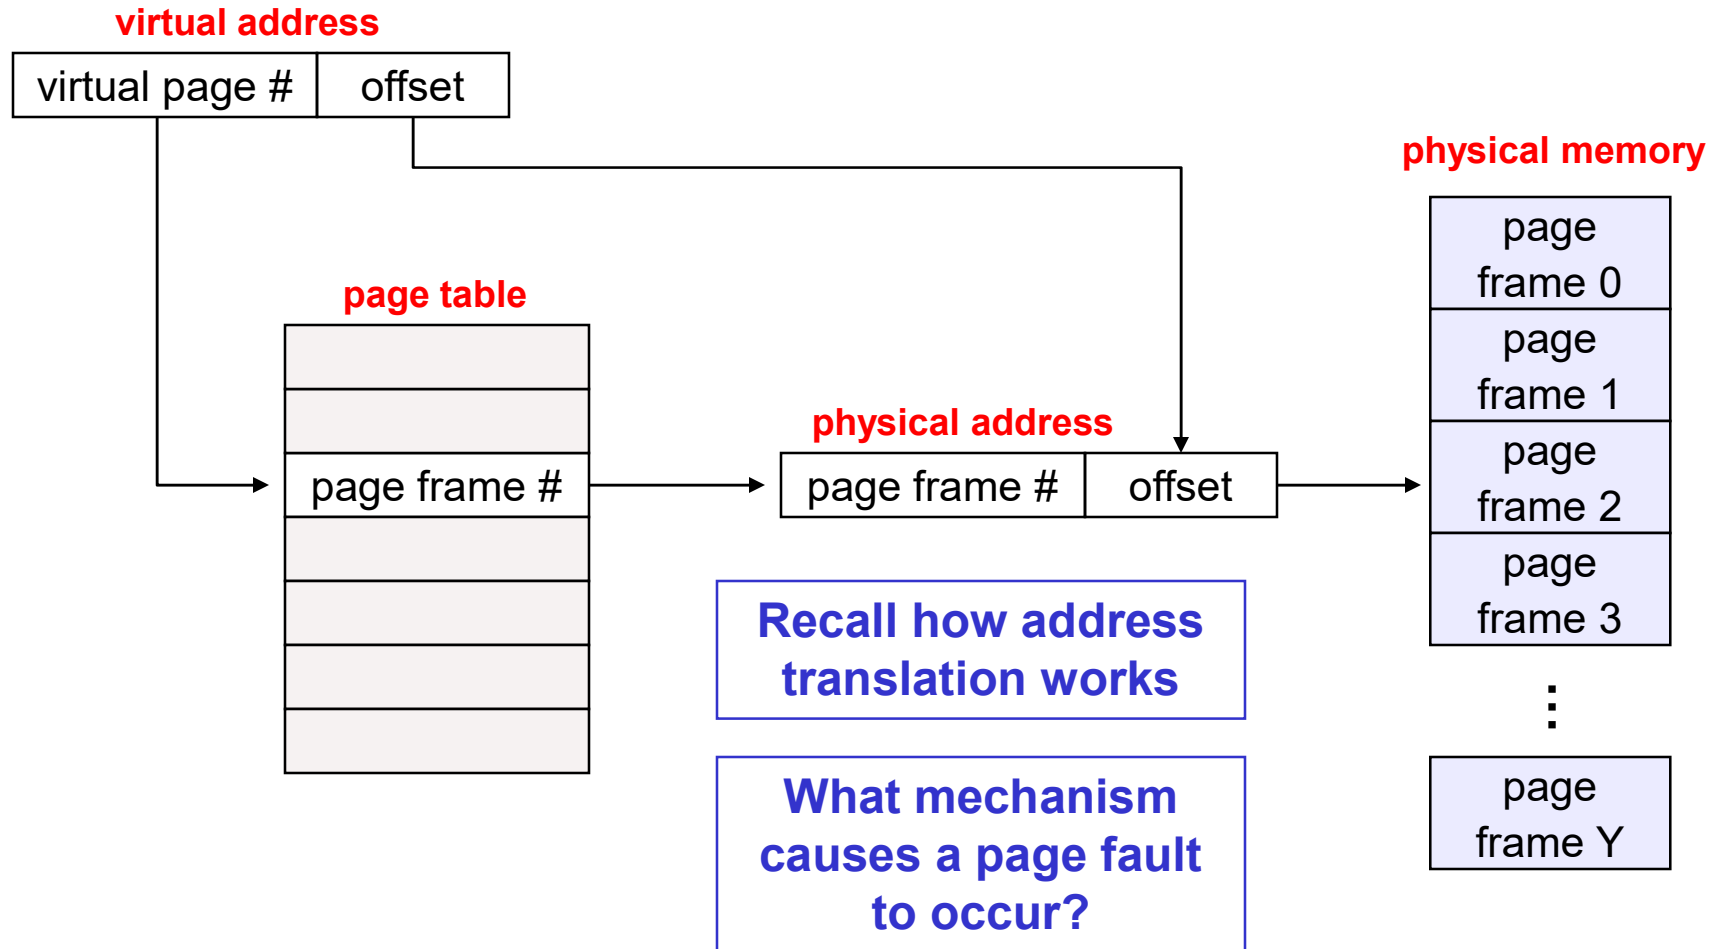 virtual address
virtual page #
offset
physical memory
page
frame 0
page
frame 1
page
frame 2
page
frame 3
⋮
page
frame Y
page table
page frame #
physical address
page frame #
offset
Recall how address
translation works
What mechanism
causes a page fault
to occur?